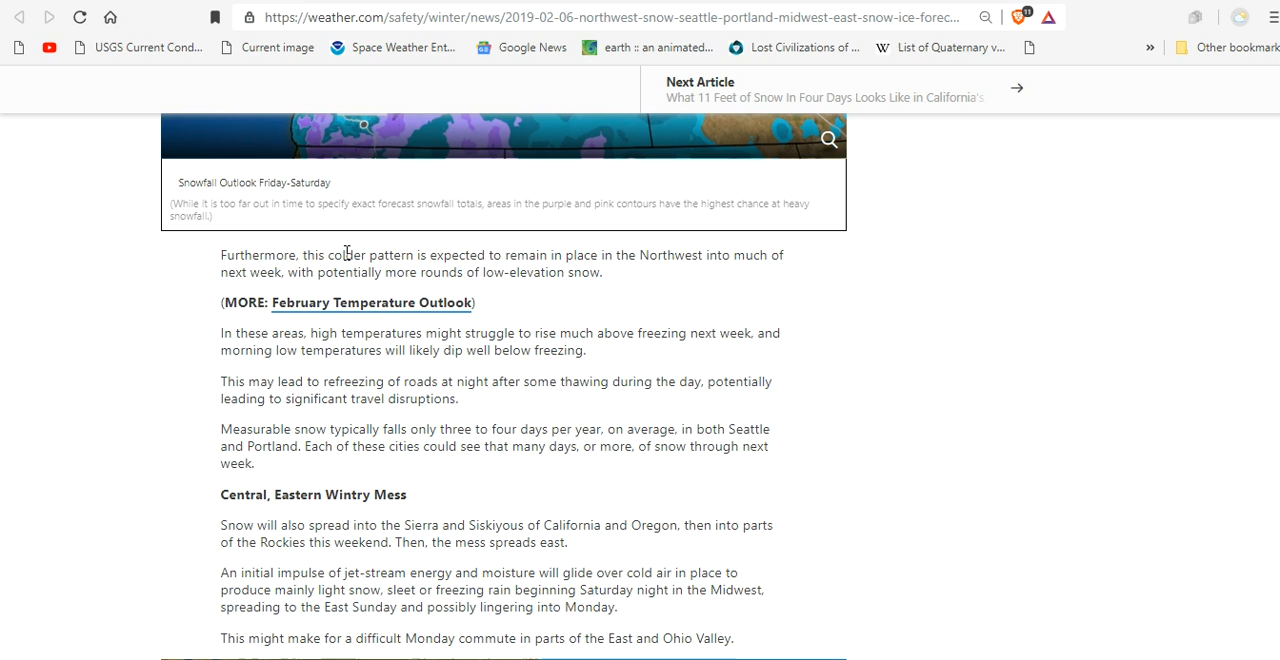 https://weather.com/safety/winter/news/2019-02-06-northwest-snow-seattle-portland-midwest-east-snow-ice-forec...
11
USGS Current Cond...
Current image
Space Weather Ent...
Google News
earth :: an animated...
Lost Civilizations of ...
W
List of Quaternary v...
»
Other bookmark
Next Article
What 11 Feet of Snow In Four Days Looks Like in California's
Snowfall Outlook Friday-Saturday
(While it is too far out in time to specify exact forecast snowfall totals, areas in the purple and pink contours have the highest chance at heavy
snowfall.)
Furthermore, this colder pattern is expected to remain in place in the Northwest into much of
next week, with potentially more rounds of low-elevation snow.
(MORE: February Temperature Outlook)
In these areas, high temperatures might struggle to rise much above freezing next week, and
morning low temperatures will likely dip well below freezing.
This may lead to refreezing of roads at night after some thawing during the day, potentially
leading to significant travel disruptions.
Measurable snow typically falls only three to four days per year, on average, in both Seattle
and Portland. Each of these cities could see that many days, or more, of snow through next
week.
Central, Eastern Wintry Mess
Snow will also spread into the Sierra and Siskiyous of California and Oregon, then into parts
of the Rockies this weekend. Then, the mess spreads east.
An initial impulse of jet-stream energy and moisture will glide over cold air in place to
produce mainly light snow, sleet or freezing rain beginning Saturday night in the Midwest,
spreading to the East Sunday and possibly lingering into Monday.
This might make for a difficult Monday commute in parts of the East and Ohio Valley.